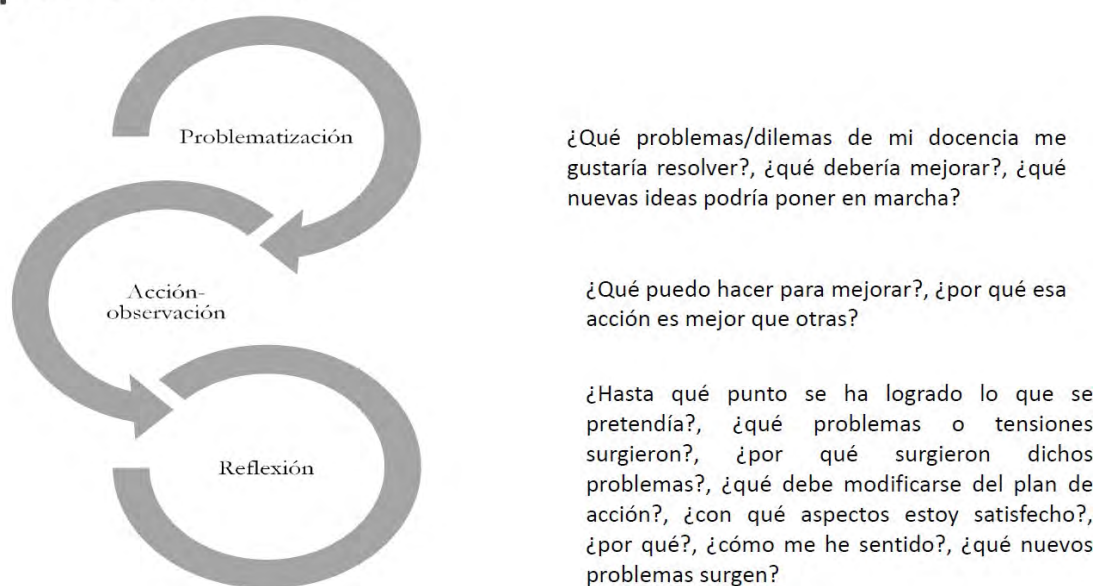 Problematización
¿Qué problemas/dilemas de mi docencia me
gustaría resolver?, ¿qué debería mejorar?, ¿qué
nuevas ideas podría poner en marcha?
Acción-
observación
¿Qué puedo hacer para mejorar?, ¿por qué esa
acción es mejor que otras?
Reflexión
¿Hasta qué punto se ha logrado lo que se
pretendía?, ¿qué problemas o tensiones
surgieron?, ¿por qué surgieron dichos
problemas?, ¿qué debe modificarse del plan de
acción?, ¿con qué aspectos estoy satisfecho?,
¿por qué?, ¿cómo me he sentido?, ¿qué nuevos
problemas surgen?